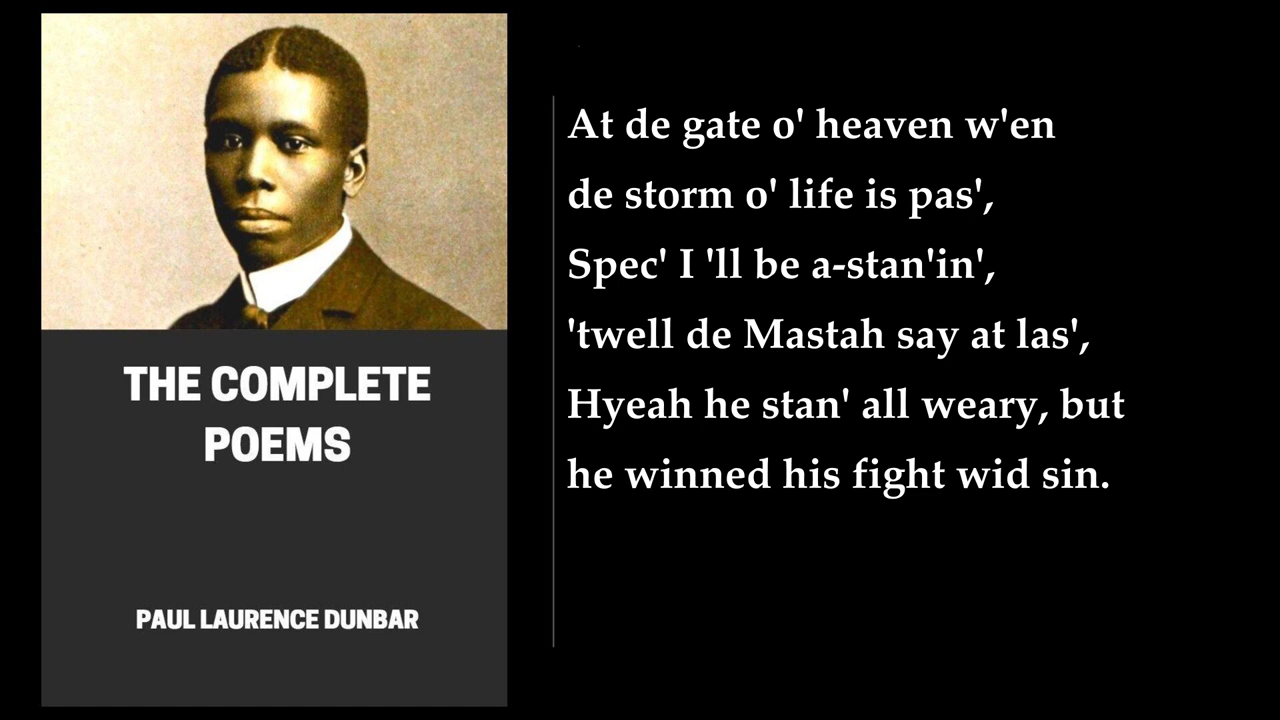 THE COMPLETE
POEMS
PAUL LAURENCE DUNBAR
At de gate o' heaven w'en
de storm o' life is pas',
Spec' I 'll be a-stan'in',
'twell de Mastah say at las',
Hyeah he stan' all weary, but
he winned his fight wid sin.